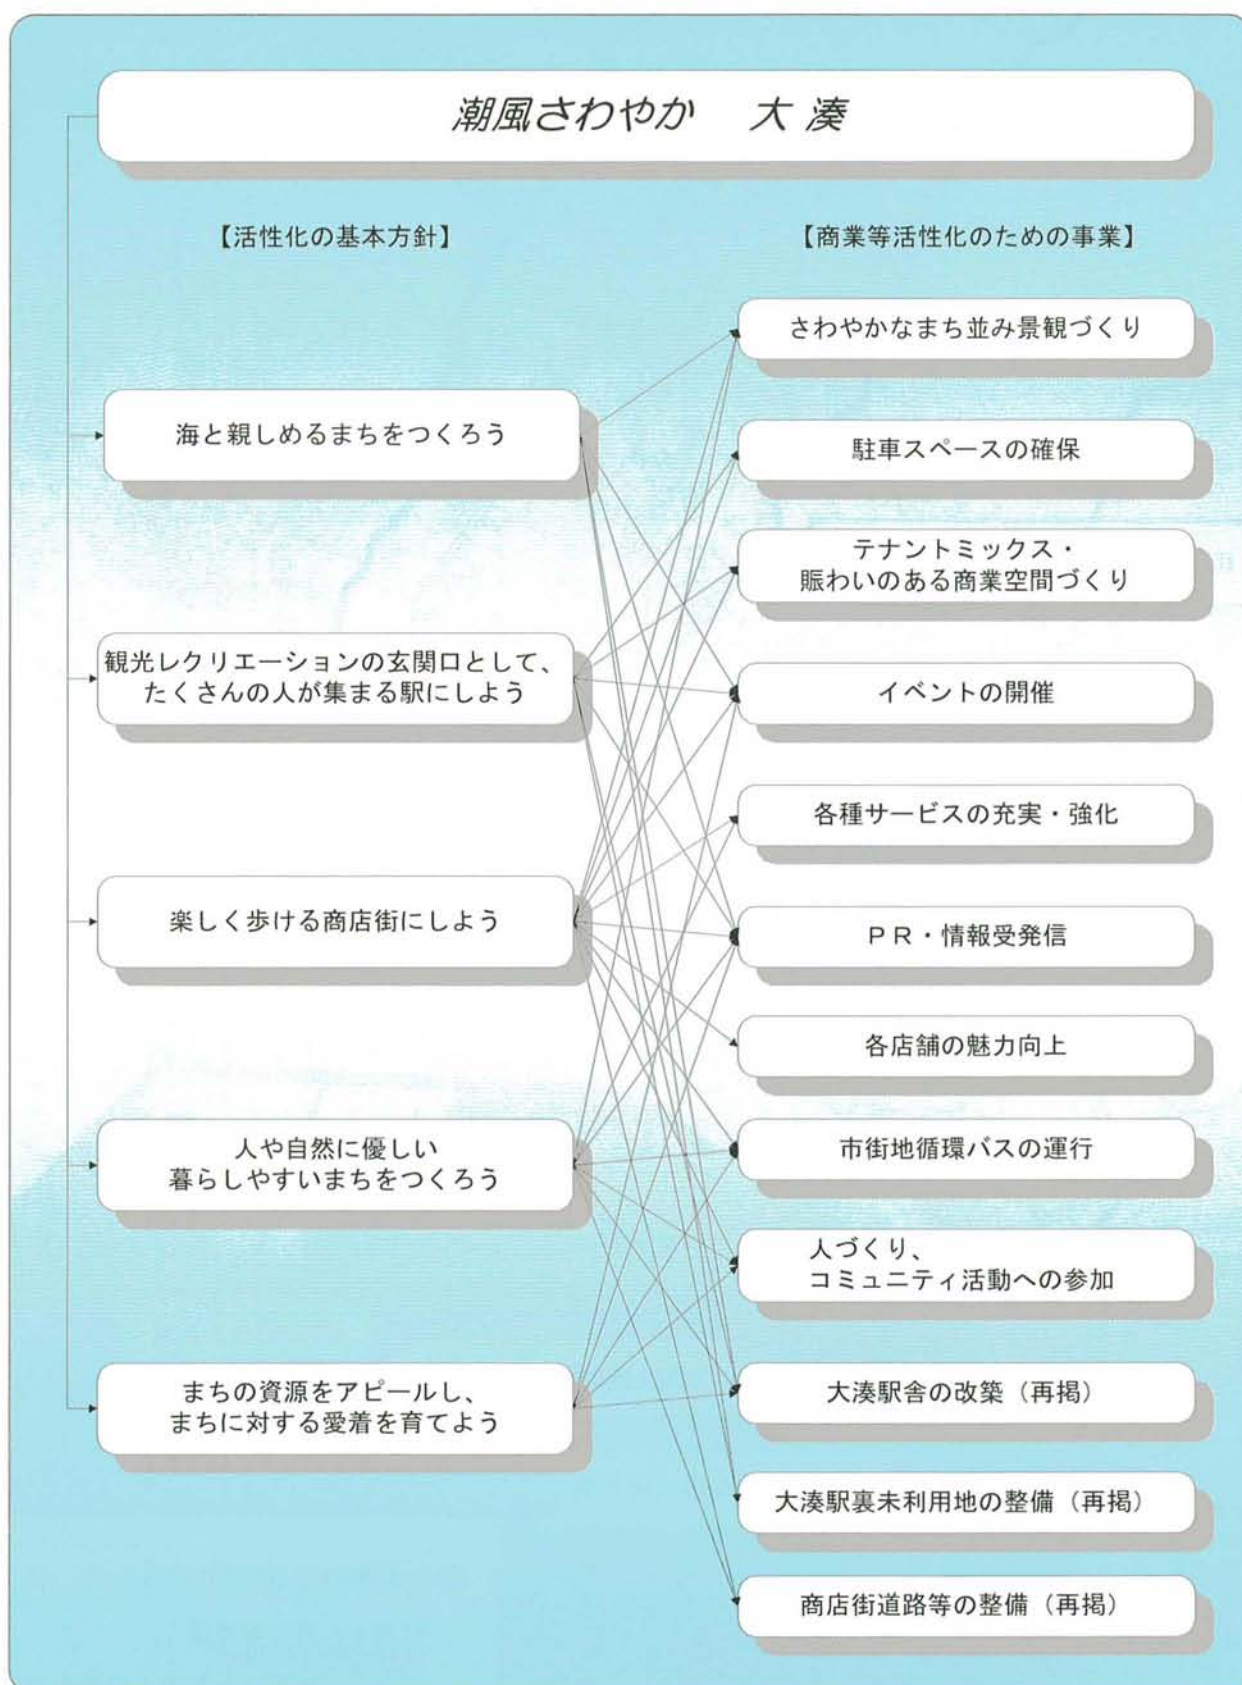 潮風さわやか　大湊
【活性化の基本方針】
海と親しめるまちをつくろう
観光レクリエーションの玄関口として、
たくさんの人が集まる駅にしよう
楽しく歩ける商店街にしよう
人や自然に優しい
暮らしやすいまちをつくろう
まちの資源をアピールし、
まちに対する愛着を育てよう
【商業等活性化のための事業】
さわやかなまち並み景観づくり
駐車スペースの確保
テナントミックス・
賑わいのある商業空間づくり
イベントの開催
各種サービスの充実・強化
ＰＲ・情報受発信
各店舗の魅力向上
市街地循環バスの運行
人づくり、
コミュニティ活動への参加
大湊駅舎の改築（再掲）
大湊駅裏未利用地の整備（再掲）
商店街道路等の整備（再掲）